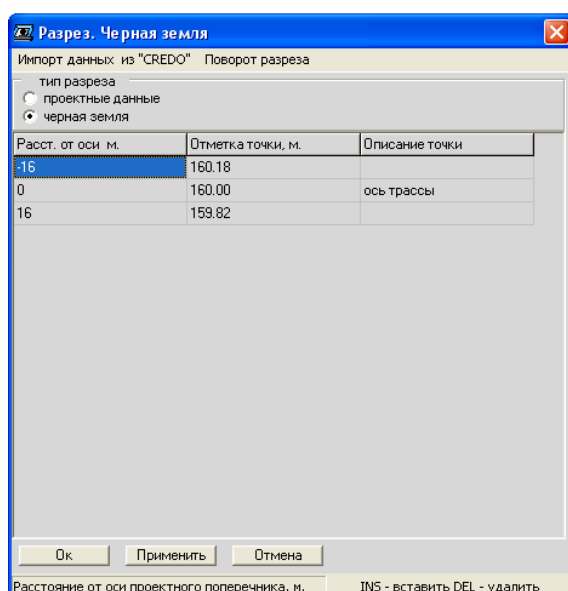 Разрез. Черная земля
Импорт данных из "CREDO" Поворот разреза
тип разреза
проектные данные
черная земля
Расст. от оси м. Отметка точки, м. Описание точки
-16 160.18
0 160.00 ось трассы
16 159.82
Ок Применить Отмена
Расстояние от оси проектного поперечника, м. INS - вставить DEL - удалить